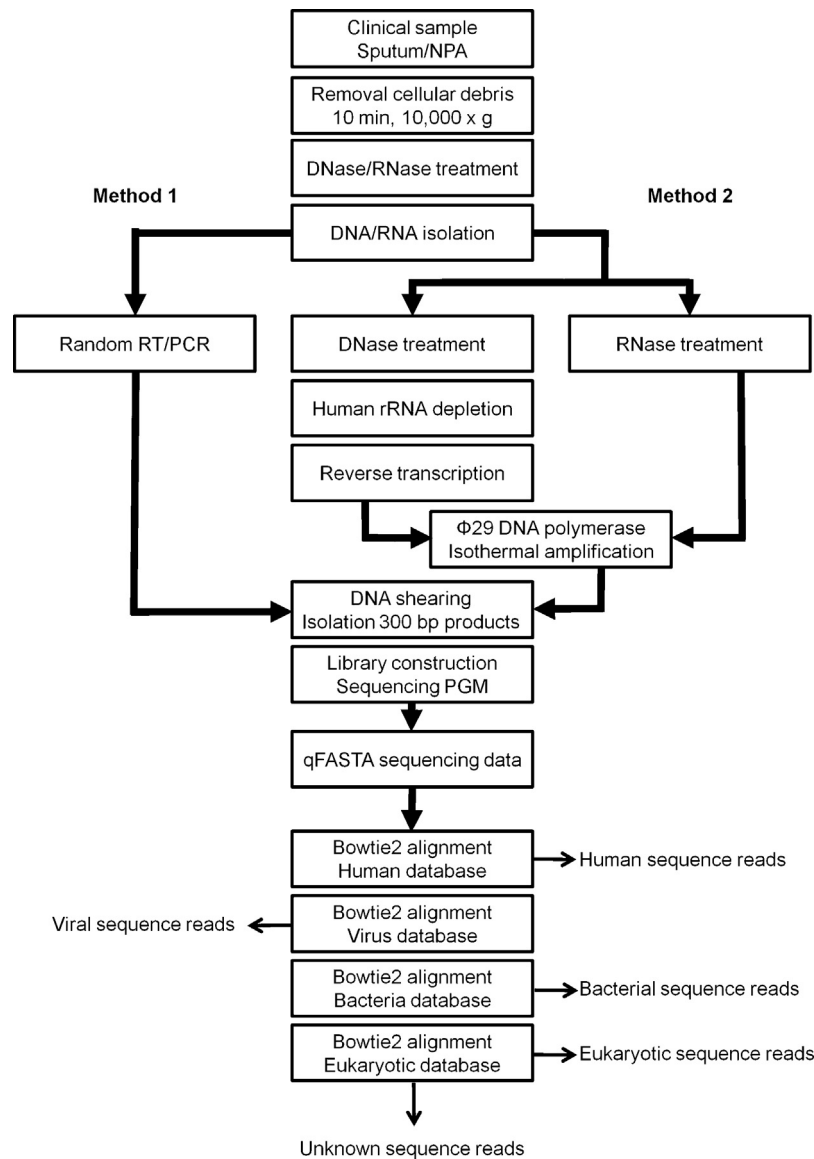 Clinical sample
Sputum/NPA
Removal cellular debris
10 min, 10,000 x g
DNase/RNase treatment
Method 1
Method 2
DNA/RNA isolation
Random RT/PCR
DNase treatment
RNase treatment
Human rRNA depletion
Reverse transcription
Φ29 DNA polymerase
Isothermal amplification
DNA shearing
Isolation 300 bp products
Library construction
Sequencing PGM
qFASTA sequencing data
Bowtie2 alignment
Human database
Human sequence reads
Viral sequence reads
Bowtie2 alignment
Virus database
Bowtie2 alignment
Bacteria database
Bacterial sequence reads
Bowtie2 alignment
Eukaryotic database
Eukaryotic sequence reads
Unknown sequence reads